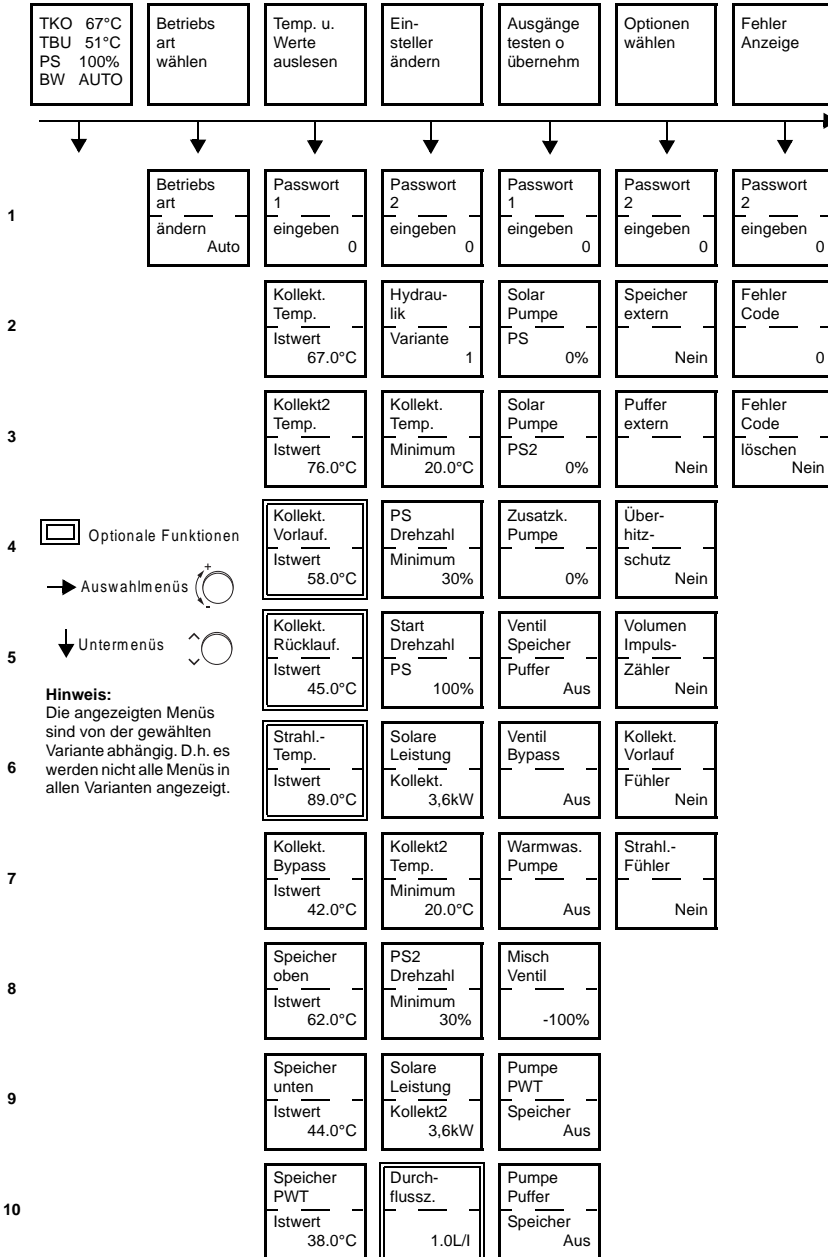 TKO 67°C
TBU 51°C
PS 100%
BW AUTO
Betriebs
art
wählen
Temp. u.
Werte
auslesen
Ein-
steller
ändern
Ausgänge
testen o
übernehm
Optionen
wählen
Fehler
Anzeige
1
Betriebs
art
ändern
Auto
Passwort
1
eingeben
0
Passwort
2
eingeben
0
Passwort
1
eingeben
0
Passwort
2
eingeben
0
Passwort
2
eingeben
0
2
Kollekt.
Temp.
Istwert
67.0°C
Hydrau-
lik
Variante
1
Solar
Pumpe
PS
0%
Speicher
extern
Nein
Fehler
Code
0
3
Kollekt2
Temp.
Istwert
76.0°C
Kollekt.
Temp.
Minimum
20.0°C
Solar
Pumpe
PS2
0%
Puffer
extern
Nein
Fehler
Code
löschen
Nein
4
Optionale Funktionen
Auswahlmenüs
+
-
Kollekt.
Vorlauf.
Istwert
58.0°C
PS
Drehzahl
Minimum
30%
Zusatzk.
Pumpe
0%
Über-
hitz-
schutz
Nein
5
Untermenüs
Kollekt.
Rücklauf.
Istwert
45.0°C
Start
Drehzahl
PS
100%
Ventil
Speicher
Puffer
Aus
Volumen
Impuls-
Zähler
Nein
Hinweis:
Die angezeigten Menüs
sind von der gewählten
Variante abhängig. D.h. es
werden nicht alle Menüs in
allen Varianten angezeigt.
6
Strahl.-
Temp.
Istwert
89.0°C
Solare
Leistung
Kollekt.
3,6kW
Ventil
Bypass
Aus
Kollekt.
Vorlauf
Fühler
Nein
7
Kollekt.
Bypass
Istwert
42.0°C
Kollekt2
Temp.
Minimum
20.0°C
Warmwas.
Pumpe
Aus
Strahl.-
Fühler
Nein
8
Speicher
oben
Istwert
62.0°C
PS2
Drehzahl
Minimum
30%
Misch
Ventil
-100%
9
Speicher
unten
Istwert
44.0°C
Solare
Leistung
Kollekt2
3,6kW
Pumpe
PWT
Speicher
Aus
10
Speicher
PWT
Istwert
38.0°C
Durch-
flussz.
1.0L/I
Pumpe
Puffer
Speicher
Aus